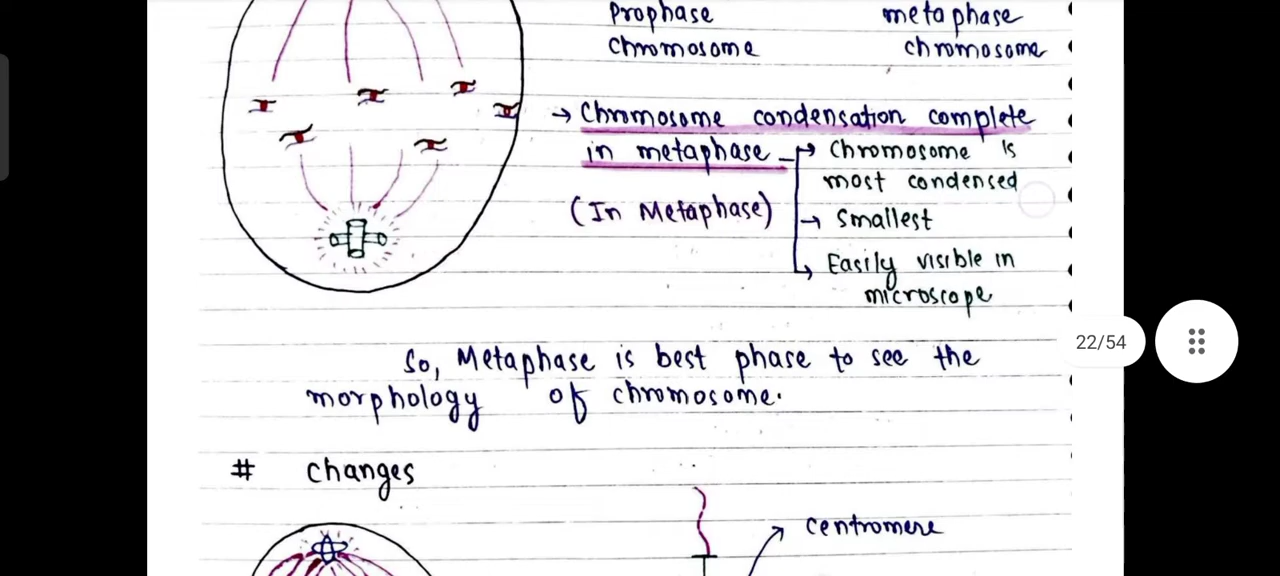 Prophase metaphase
chromosome chromosome
→ Chromosome condensation complete
in metaphase → Chromosome is
most condensed
(In Metaphase) → Smallest
→ Easily visible in
microscope
22/54
So, Metaphase is best phase to see the
morphology of chromosome.
# Changes
centromere